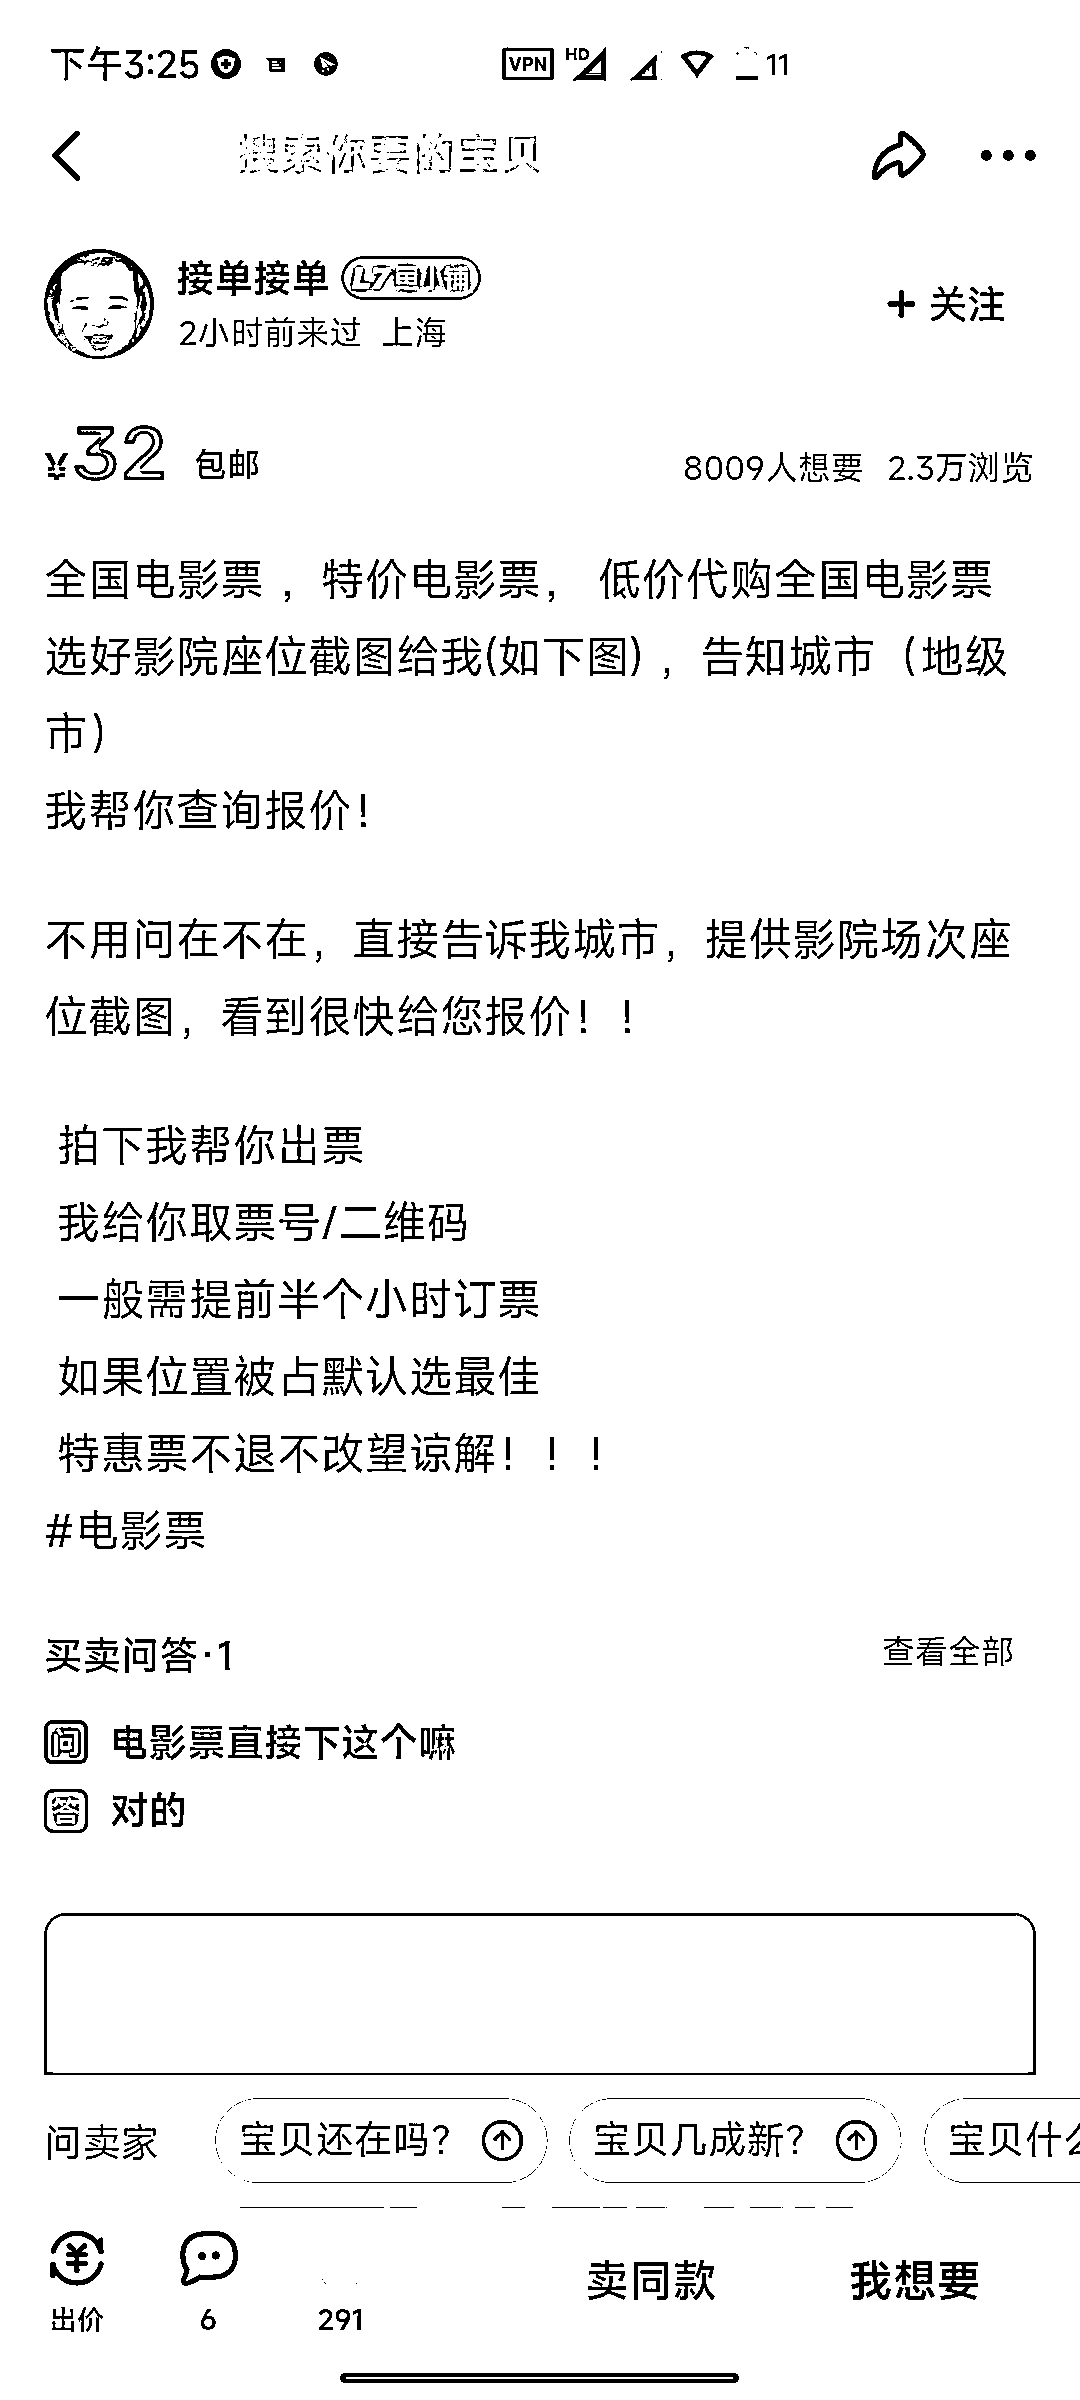 下午3:25 VPN HD 11
搜索你要的宝贝
接单接单
2小时前来过 上海
+ 关注
¥32 包邮 8009人想要 2.3万浏览
全国电影票 ，特价电影票， 低价代购全国电影票
选好影院座位截图给我(如下图) ，告知城市（地级
市）
我帮你查询报价！
不用问在不在，直接告诉我城市，提供影院场次座
位截图，看到很快给您报价！！
拍下我帮你出票
我给你取票号/二维码
一般需提前半个小时订票
如果位置被占默认选最佳
特惠票不退不改望谅解！！！
#电影票
买卖问答·1 查看全部
问 电影票直接下这个嘛
答 对的
问卖家 宝贝还在吗？ 宝贝几成新？ 宝贝什
出价 6 291 卖同款 我想要